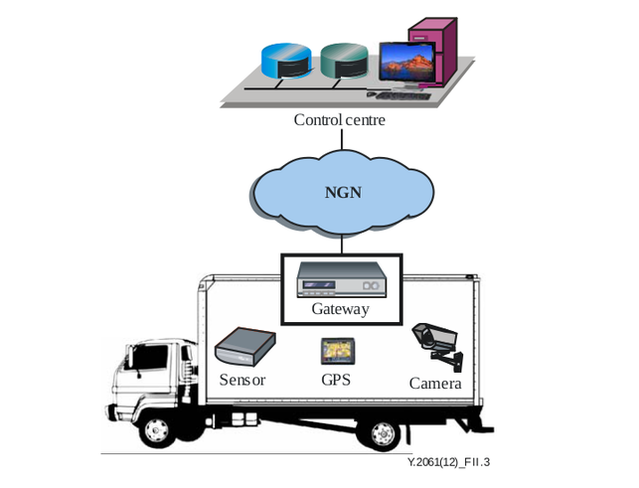 Control centre
NGN
Gateway
Sensor
GPS
Camera
Y.2061(12)_FII.3